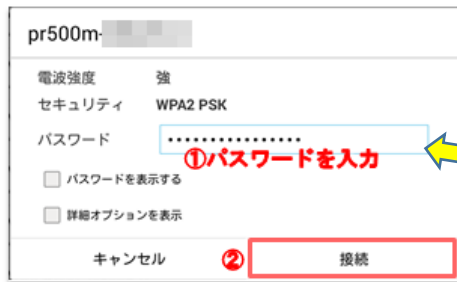 pr500m-
電波強度 強
セキュリティ WPA2 PSK
パスワード ••••••••••••••••
①パスワードを入力
パスワードを表示する
詳細オプションを表示
キャンセル ② 接続